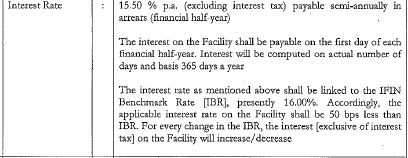 Interest Rate : 15.50 % p.a. (excluding interest tax) payable semi-annually in
arrears (financial half-year)
The interest on the Facility shall be payable on the first day of each
financial half-year. Interest will be computed on actual number of
days and basis 365 days a year
The interest rate as mentioned above shall be linked to the IFIN
Benchmark Rate [IBR], presently 16.00%. Accordingly, the
applicable interest rate on the Facility shall be 50 bps less than
IBR. For every change in the IBR, the interest [exclusive of interest
tax] on the Facility will increase/decrease